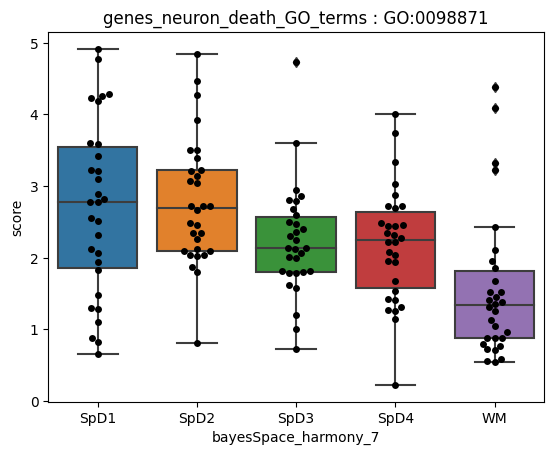 genes_neuron_death_GO_terms : GO:0098871
5
4
3
2
1
0
score
SpD1 SpD2 SpD3 SpD4 WM
bayesSpace_harmony_7